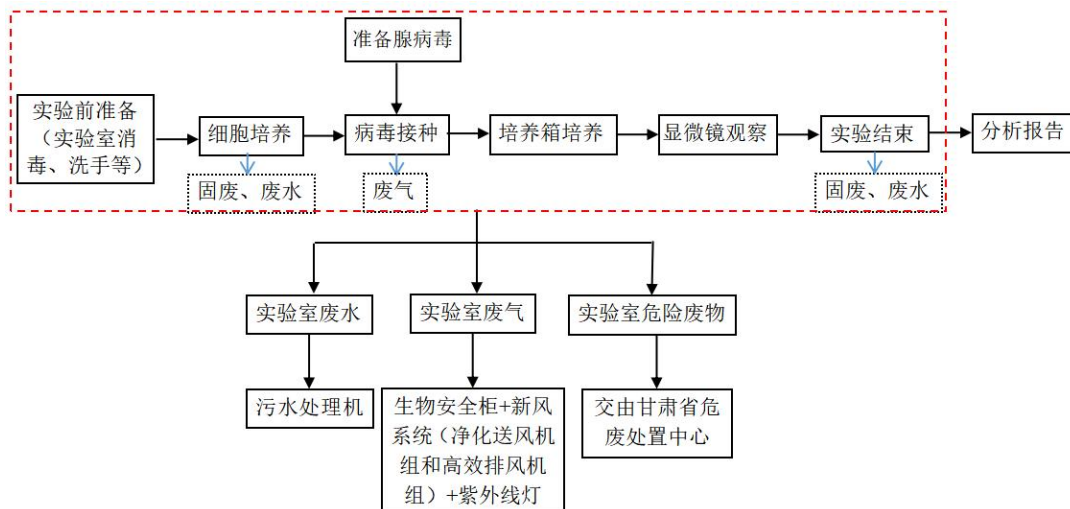 准备腺病毒
实验前准备
（实验室消
毒、洗手等）
细胞培养
病毒接种
培养箱培养
显微镜观察
实验结束
分析报告
固废、废水
废气
固废、废水
实验室废水
实验室废气
实验室危险废物
污水处理机
生物安全柜+新风
系统（净化送风机
组和高效排风机
组）+紫外线灯
交由甘肃省危
废处置中心